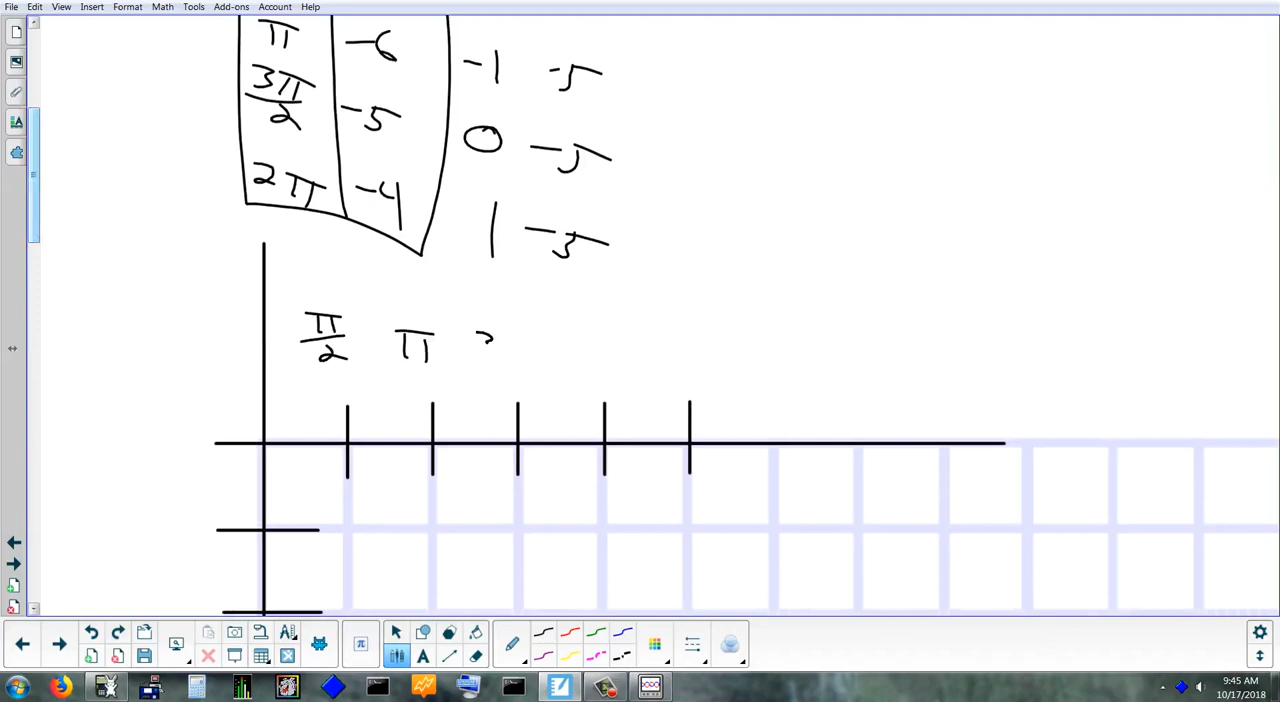 File Edit View Insert Format Math Tools Add-ons Account Help
π -6 -1 -5
3π/2 -5 0 -5
2π -4 1 -5
π/2 π
π A
9:45 AM
10/17/2018